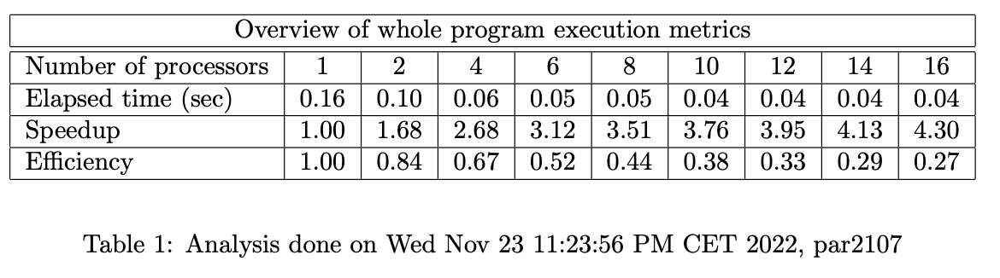 Overview of whole program execution metrics
Number of processors 1 2 4 6 8 10 12 14 16
Elapsed time (sec) 0.16 0.10 0.06 0.05 0.05 0.04 0.04 0.04 0.04
Speedup 1.00 1.68 2.68 3.12 3.51 3.76 3.95 4.13 4.30
Efficiency 1.00 0.84 0.67 0.52 0.44 0.38 0.33 0.29 0.27
Table 1: Analysis done on Wed Nov 23 11:23:56 PM CET 2022, par2107